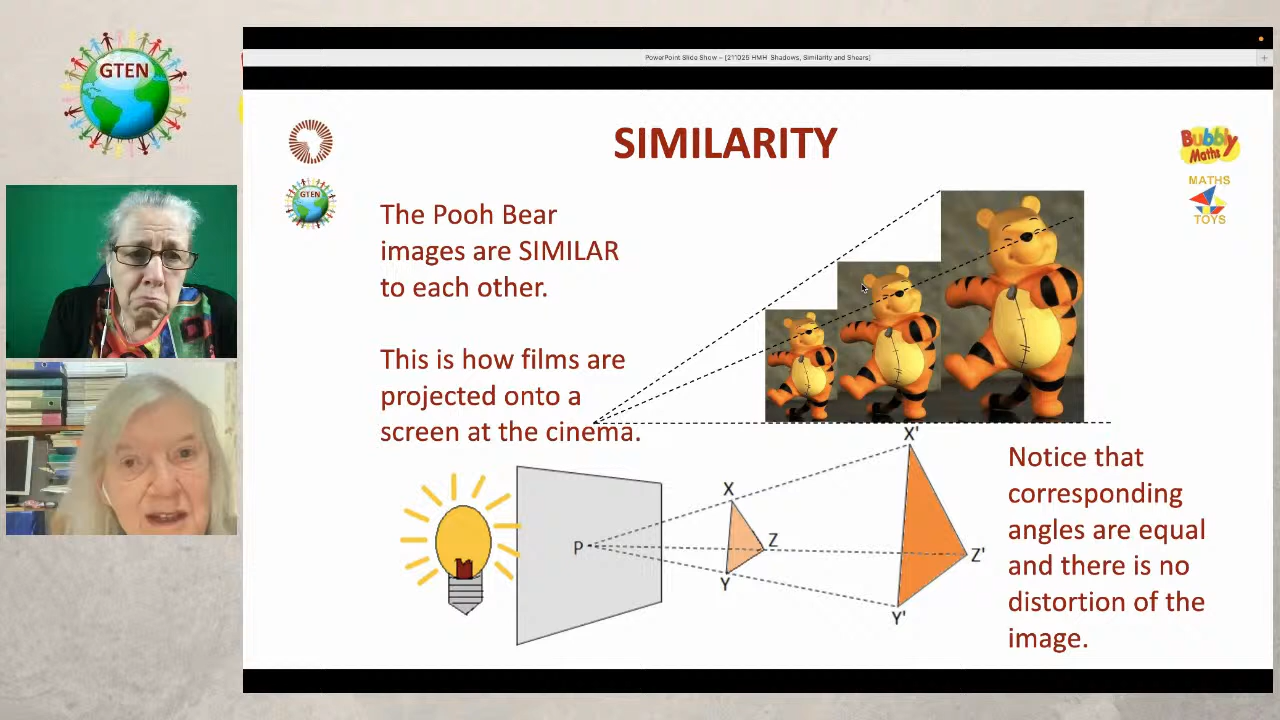 GTEN
PowerPoint Slide Show – [211025 HMH Shadows, Similarity and Shears]
SIMILARITY
GTEN
Bubbly
Maths
MATHS
TOYS
The Pooh Bear
images are SIMILAR
to each other.
This is how films are
projected onto a
screen at the cinema.
X'
X
P
Z
Z'
Y
Y'
Notice that
corresponding
angles are equal
and there is no
distortion of the
image.